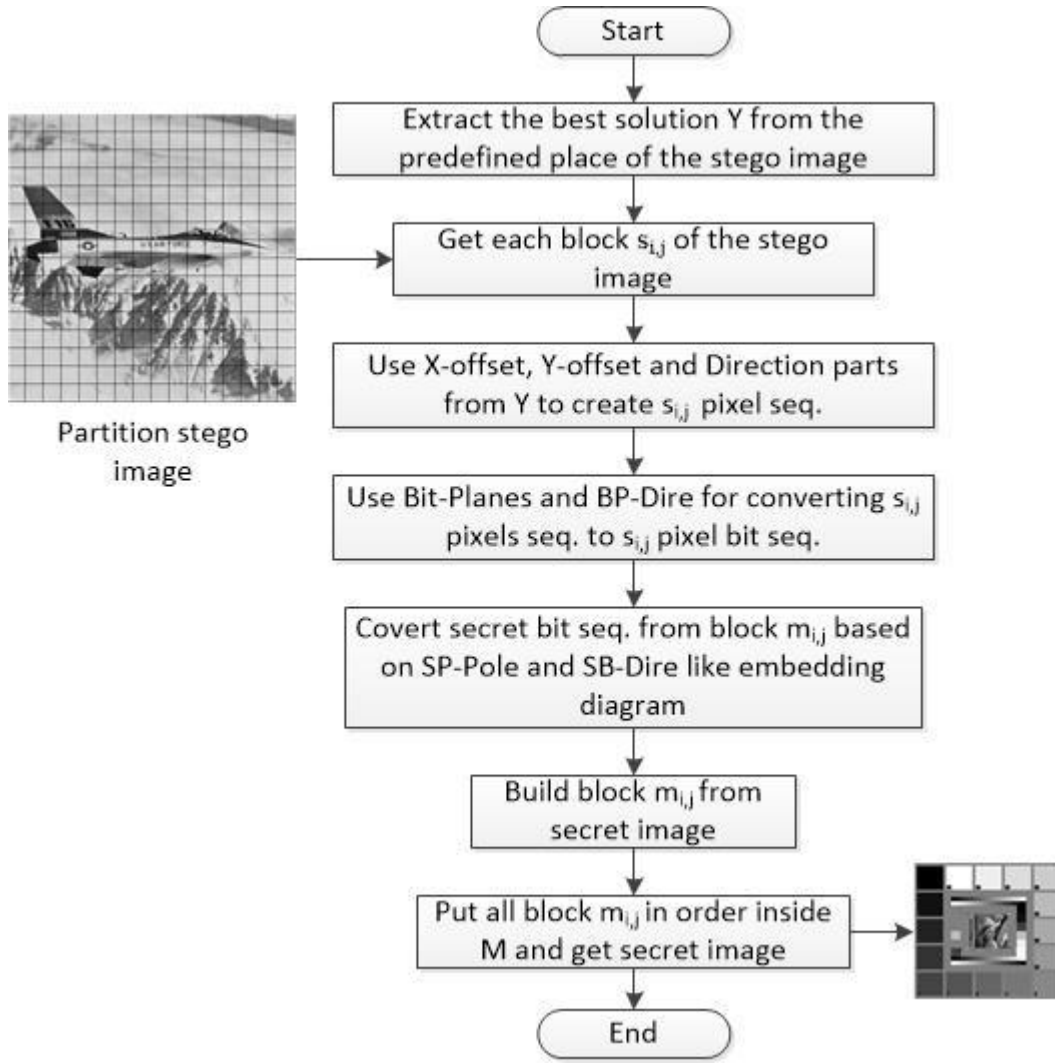 Start
Extract the best solution Y from the
predefined place of the stego image
Get each block si,j of the stego
image
Partition stego
image
Use X-offset, Y-offset and Direction parts
from Y to create si,j pixel seq.
Use Bit-Planes and BP-Dire for converting si,j
pixels seq. to si,j pixel bit seq.
Covert secret bit seq. from block mi,j based
on SP-Pole and SB-Dire like embedding
diagram
Build block mi,j from
secret image
Put all block mi,j in order inside
M and get secret image
End